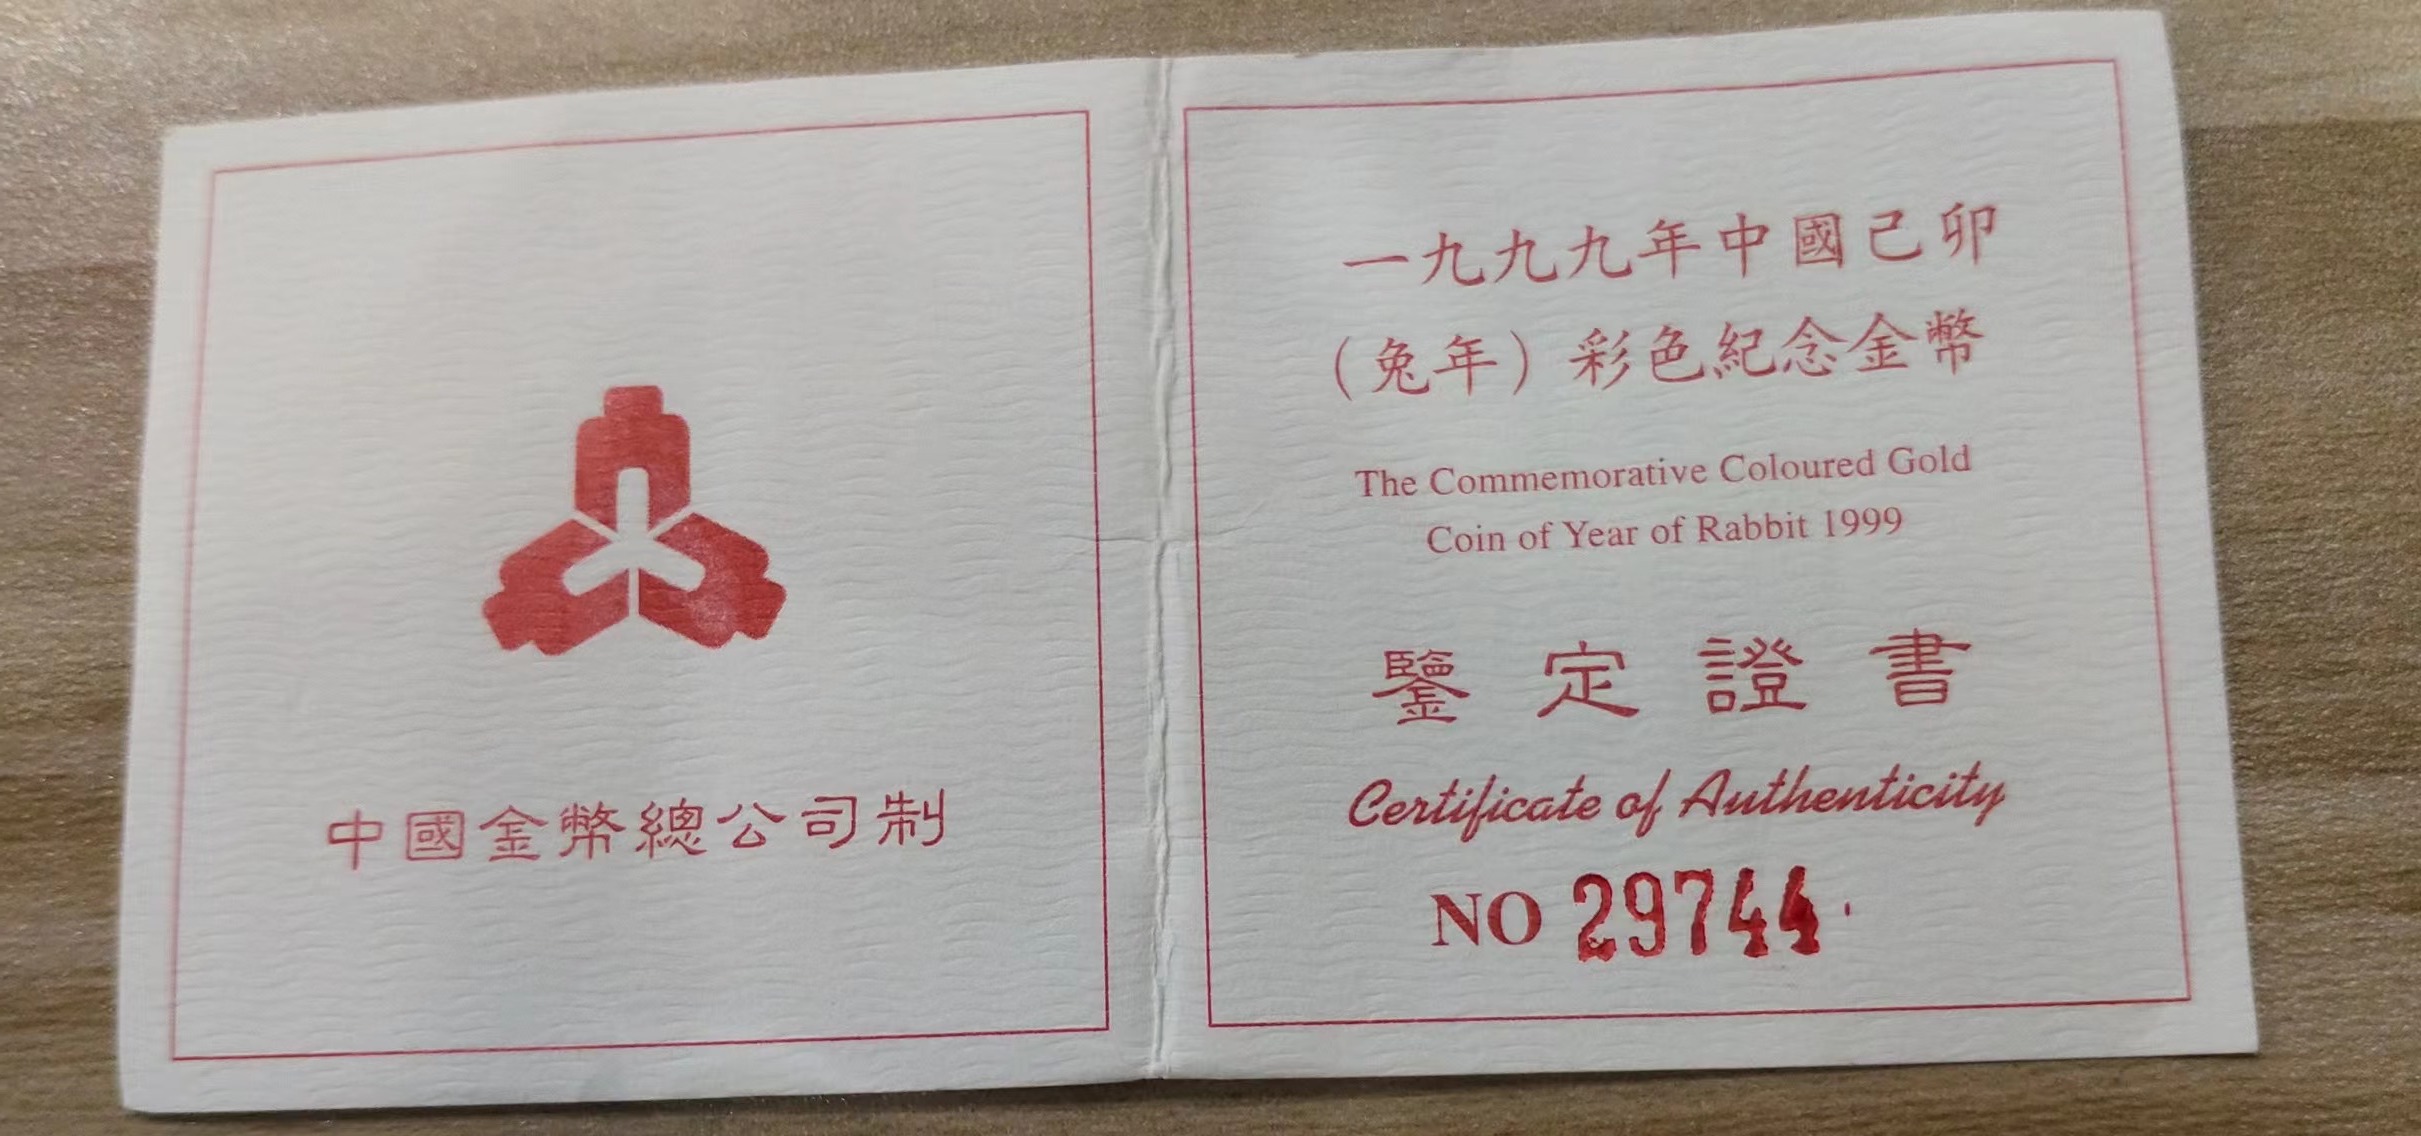 中國金幣總公司制
一九九九年中國己卯
（兔年）彩色紀念金幣
The Commemorative Coloured Gold
Coin of Year of Rabbit 1999
鑒定證書
Certificate of Authenticity
NO 29744